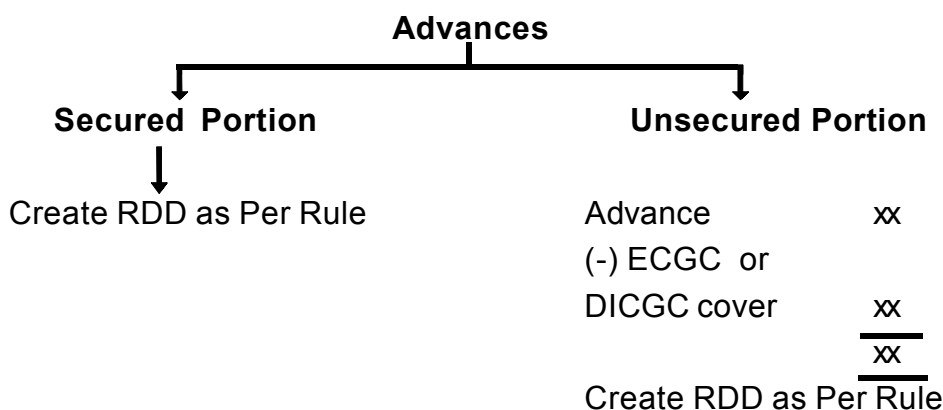 Advances
Secured Portion
Unsecured Portion
Create RDD as Per Rule
Advance xx
(-) ECGC or
DICGC cover xx
xx
Create RDD as Per Rule